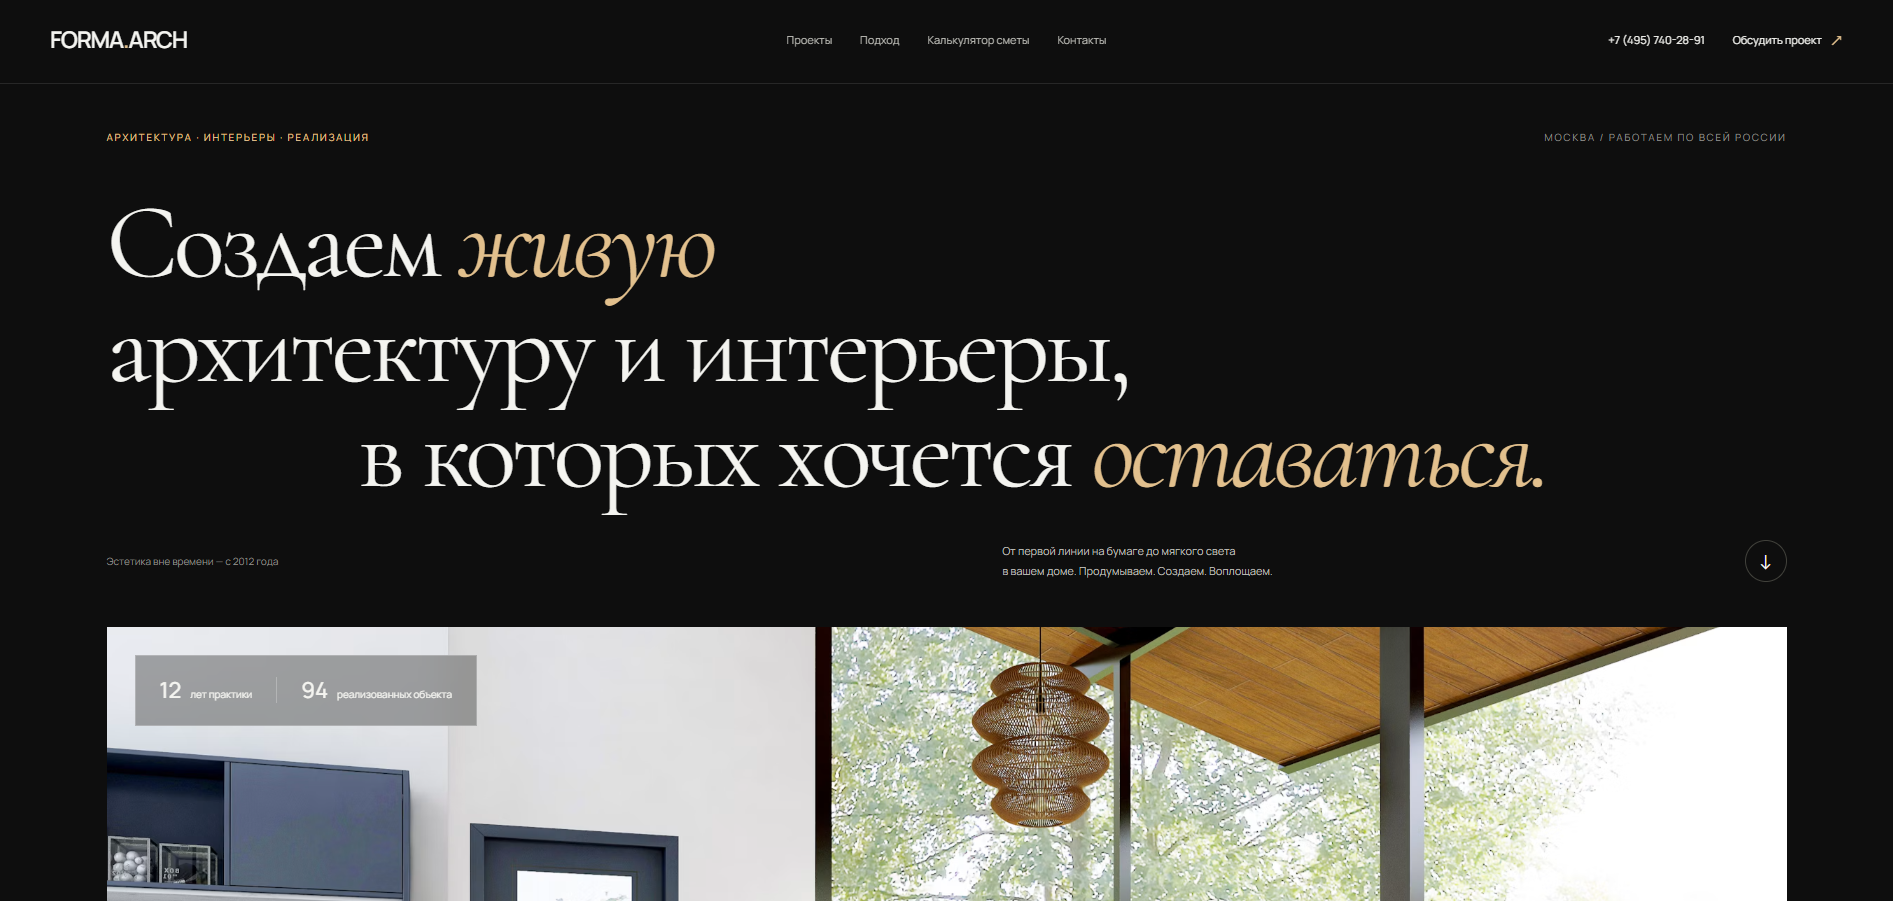 FORMA.ARCH
Проекты Подход Калькулятор сметы Контакты
+7 (495) 740-28-91 Обсудить проект ↗
АРХИТЕКТУРА · ИНТЕРЬЕРЫ · РЕАЛИЗАЦИЯ
МОСКВА / РАБОТАЕМ ПО ВСЕЙ РОССИИ
Создаем живую
архитектуру и интерьеры,
в которых хочется оставаться.
Эстетика вне времени — с 2012 года
От первой линии на бумаге до мягкого света
в вашем доме. Продумываем. Создаем. Воплощаем.
12 лет практики
94 реализованных объекта